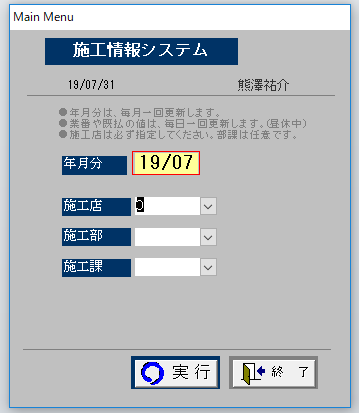 Main Menu
施工情報システム
19/07/31 熊澤祐介
●年月分は、毎月一回更新します。
●業番や既払の値は、毎日一回更新します。(昼休中)
●施工店は必ず指定してください。部課は任意です。
年月分 19/07
施工店 0
施工部
施工課
実行 終 了